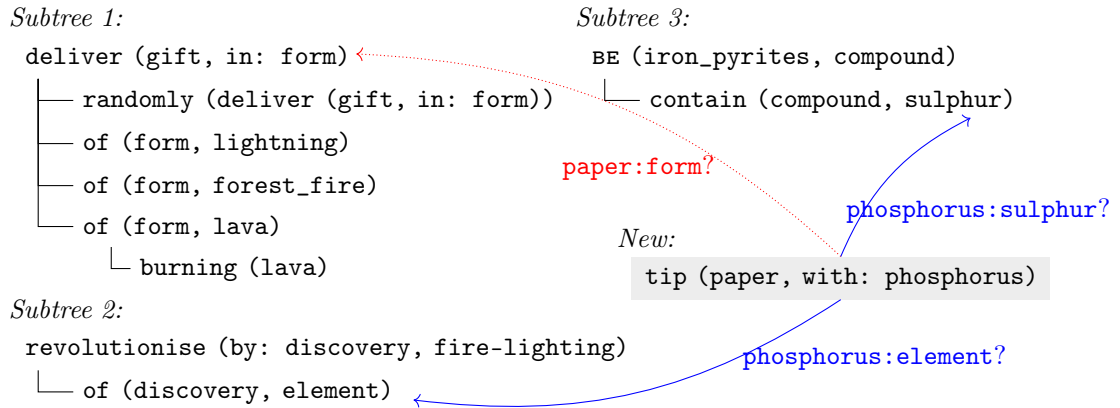 Subtree 1:
deliver (gift, in: form)
randomly (deliver (gift, in: form))
of (form, lightning)
of (form, forest_fire)
of (form, lava)
burning (lava)
Subtree 2:
revolutionise (by: discovery, fire-lighting)
of (discovery, element)
Subtree 3:
BE (iron_pyrites, compound)
contain (compound, sulphur)
paper:form?
phosphorus:sulphur?
New:
tip (paper, with: phosphorus)
phosphorus:element?